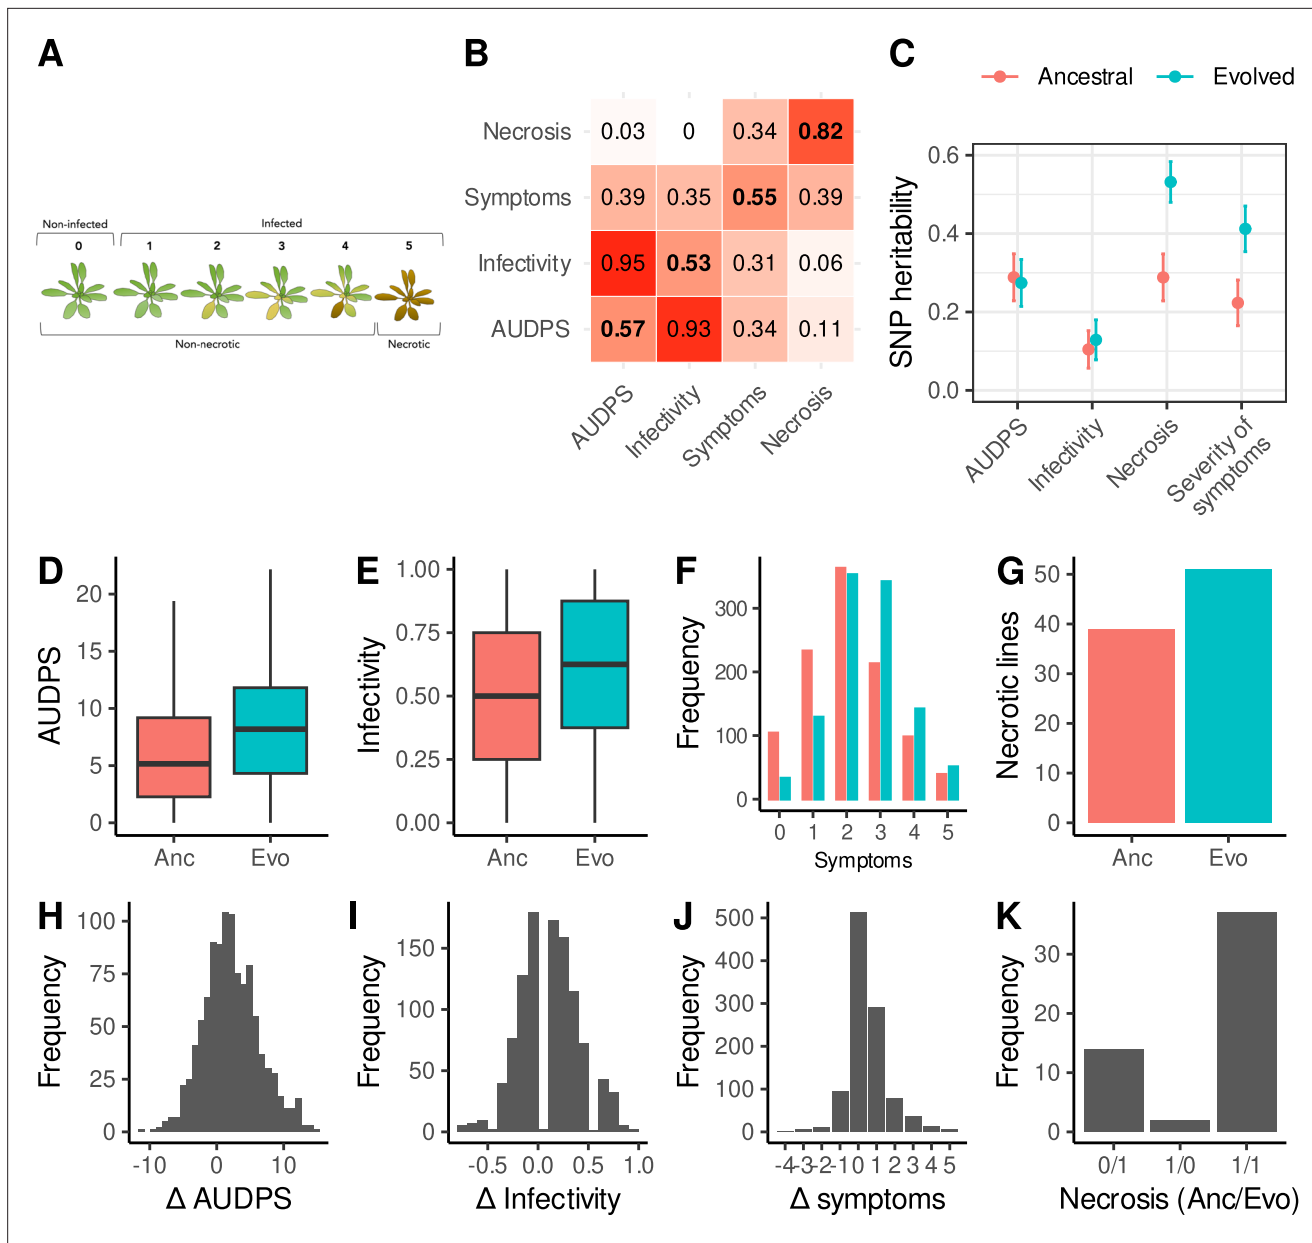 A
Non-infected
Infected
0 1 2 3 4 5
Non-necrotic
Necrotic
B
Necrosis 0.03 0 0.34 0.82
Symptoms 0.39 0.35 0.55 0.39
Infectivity 0.95 0.53 0.31 0.06
AUDPS 0.57 0.93 0.34 0.11
AUDPS Infectivity Symptoms Necrosis
C
Ancestral Evolved
SNP heritability
0.6
0.4
0.2
0.0
AUDPS Infectivity Necrosis Severity of
symptoms
D
AUDPS
20
15
10
5
0
Anc Evo
E
Infectivity
1.00
0.75
0.50
0.25
0.00
Anc Evo
F
Frequency
300
200
100
0
0 1 2 3 4 5
Symptoms
G
Necrotic lines
50
40
30
20
10
0
Anc Evo
H
Frequency
100
75
50
25
0
-10 0 10
Δ AUDPS
I
Frequency
150
100
50
0
-0.5 0.0 0.5 1.0
Δ Infectivity
J
Frequency
500
400
300
200
100
0
-4-3-2-1 0 1 2 3 4 5
Δ symptoms
K
Frequency
30
20
10
0
0/1 1/0 1/1
Necrosis (Anc/Evo)